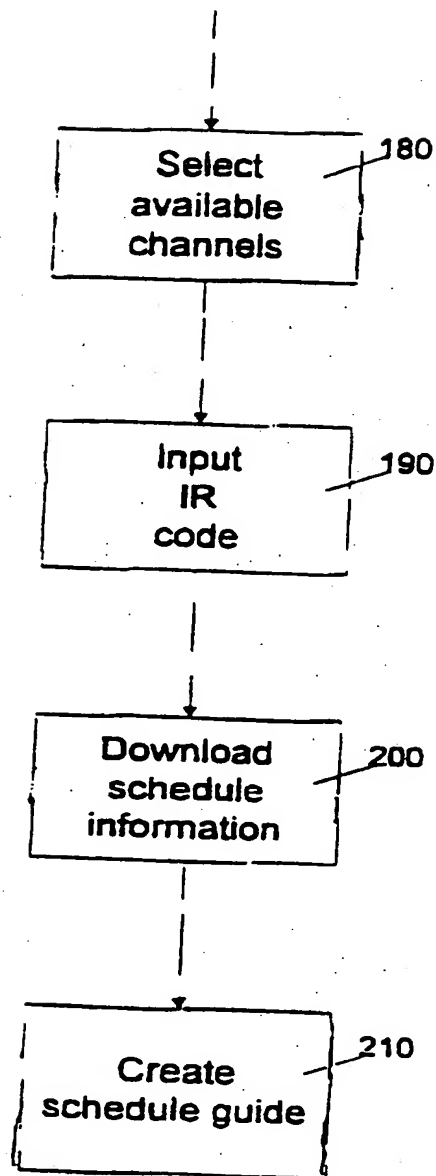 180
Select
available
channels
190
Input
IR
code
200
Download
schedule
information
210
Create
schedule guide